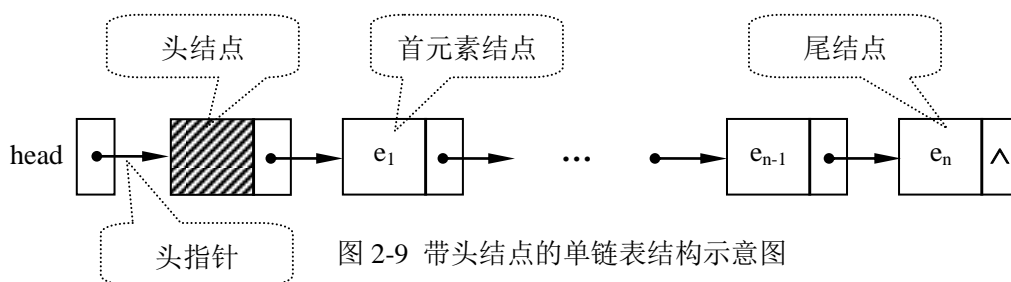 头结点 首元素结点 尾结点
head e₁ ... eₙ₋₁ eₙ ∧
头指针
图 2-9 带头结点的单链表结构示意图